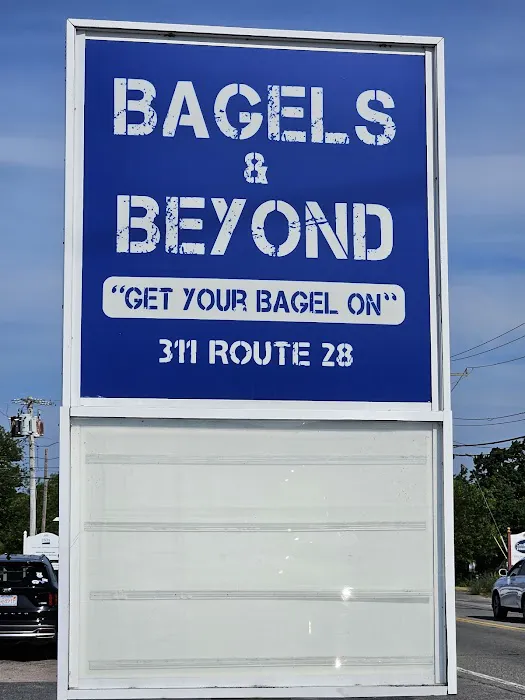 BAGELS
&
BEYOND
"GET YOUR BAGEL ON"
311 ROUTE 28